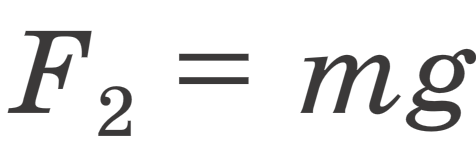 F₂ = mg